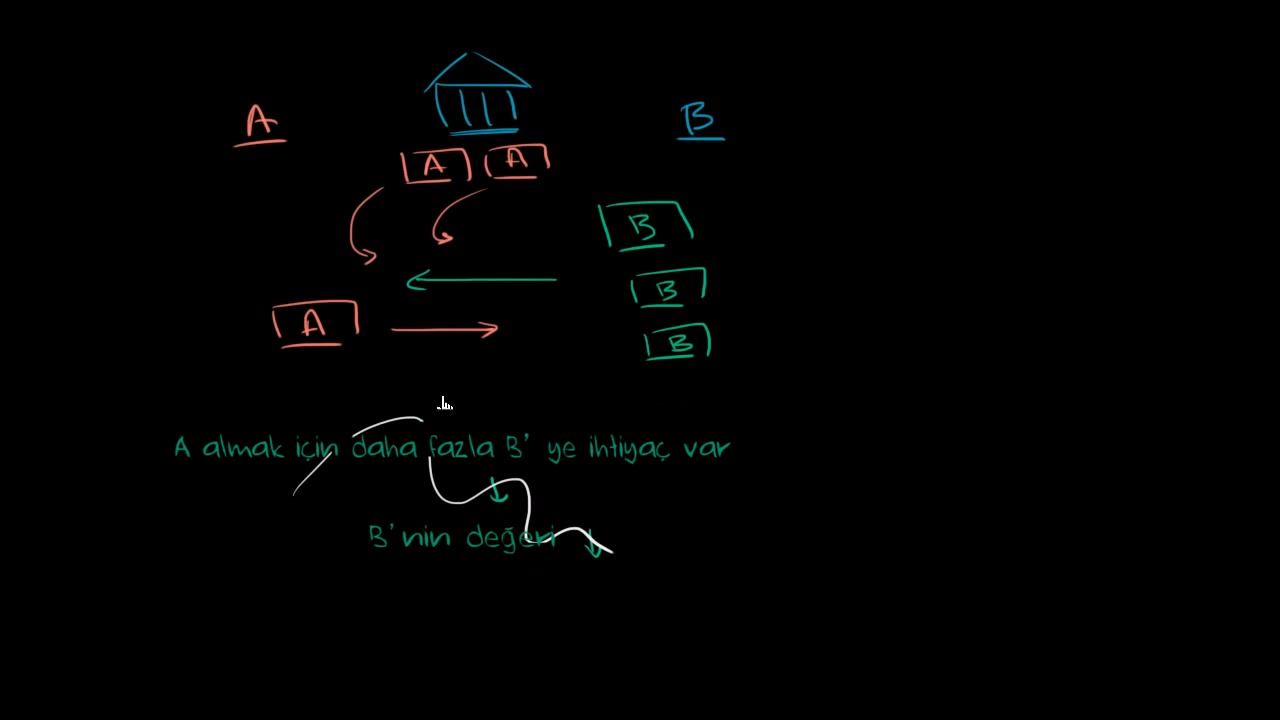 A B
A A
B
B
A
B
A almak için daha fazla B' ye ihtiyaç var
B'nin değeri